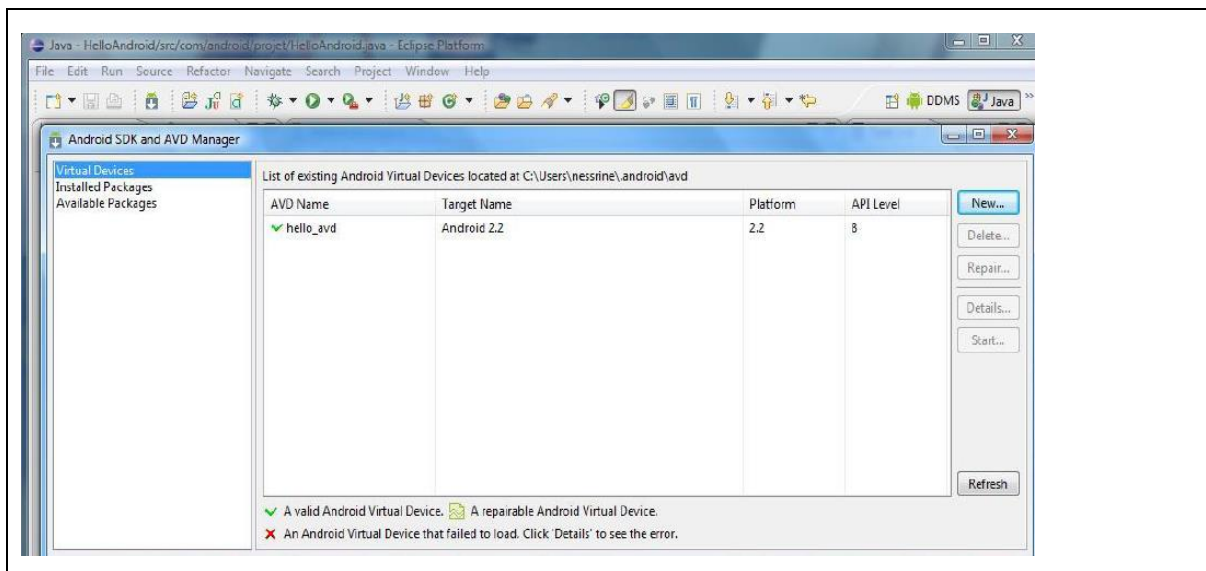 Java - HelloAndroid/src/com/android/projet/HelloAndroid.java - Eclipse Platform
File Edit Run Source Refactor Navigate Search Project Window Help
DDMS Java
Android SDK and AVD Manager
Virtual Devices
Installed Packages
Available Packages
List of existing Android Virtual Devices located at C:\Users\nessrine\.android\avd
AVD Name Target Name Platform API Level
hello_avd Android 2.2 2.2 8
New...
Delete...
Repair...
Details...
Start...
Refresh
A valid Android Virtual Device. A repairable Android Virtual Device.
An Android Virtual Device that failed to load. Click 'Details' to see the error.